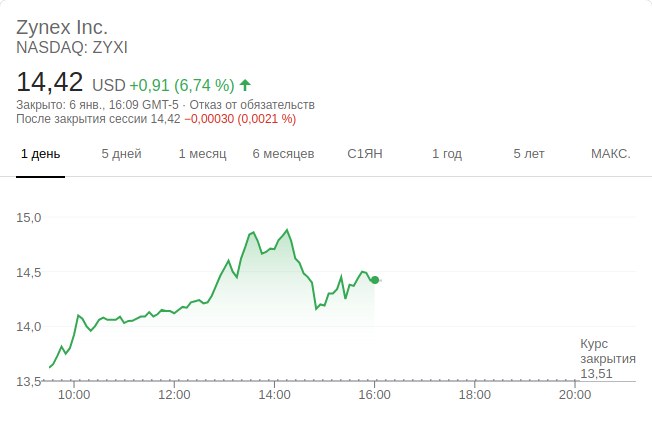 Zynex Inc.
NASDAQ: ZYXI
14,42 USD +0,91 (6,74 %)
Закрыто: 6 янв., 16:09 GMT-5 · Отказ от обязательств
После закрытия сессии 14,42 −0,00030 (0,0021 %)
1 день 5 дней 1 месяц 6 месяцев С1ЯН 1 год 5 лет МАКС.
15,0
14,5
14,0
13,5
Курс
закрытия
13,51
10:00 12:00 14:00 16:00 18:00 20:00